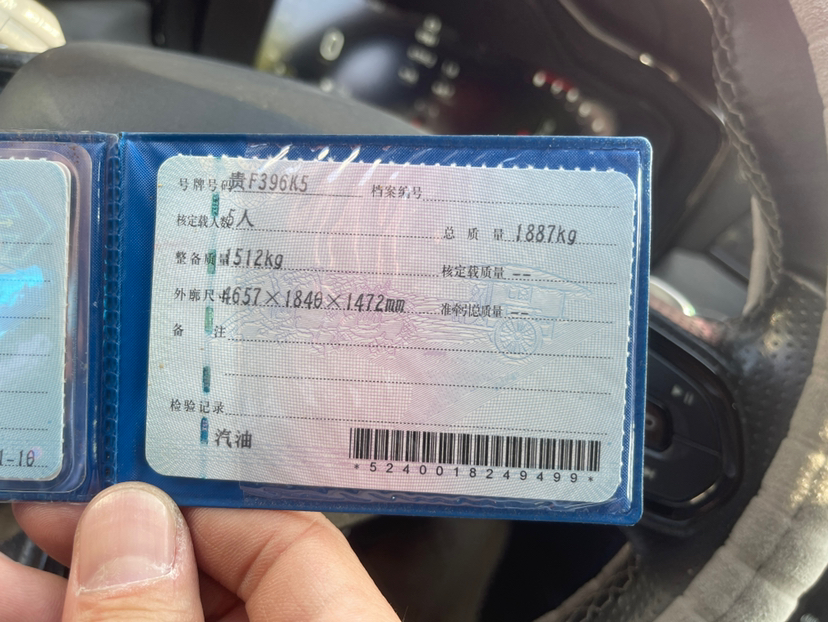 号牌号码 贵F396K5 档案编号
核定载人数 5人 总质量 1887kg
整备质量 1512kg 核定载质量 --
外廓尺寸 4657×1840×1472mm 准牵引总质量 --
备注
检验记录
汽油
*5240018249499*
1-10